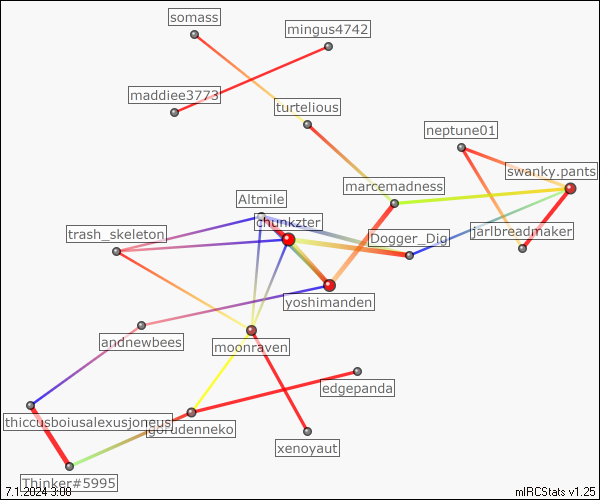 somass
mingus4742
maddiee3773
turtelious
neptune01
swanky.pants
marcemadness
Altmile
chunkzter
trash_skeleton
Dogger_Dig
jarlbreadmaker
yoshimanden
andnewbees
moonraven
edgepanda
thiccusboiusalexusjoneus
gorudenneko
xenoyaut
Thinker#5995
7.1.2024 3:08
mIRCStats v1.25